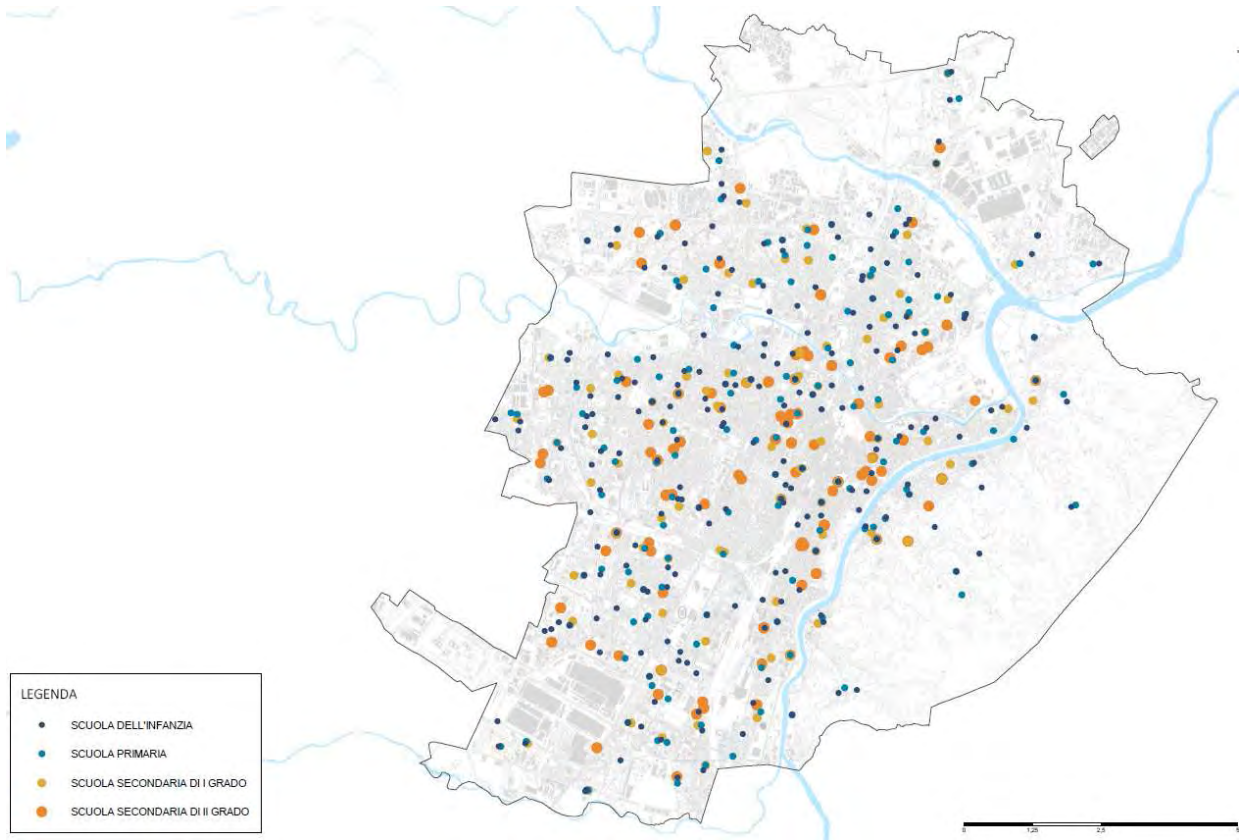 LEGENDA
SCUOLA DELL'INFANZIA
SCUOLA PRIMARIA
SCUOLA SECONDARIA DI I GRADO
SCUOLA SECONDARIA DI II GRADO
0 1,25 2,5